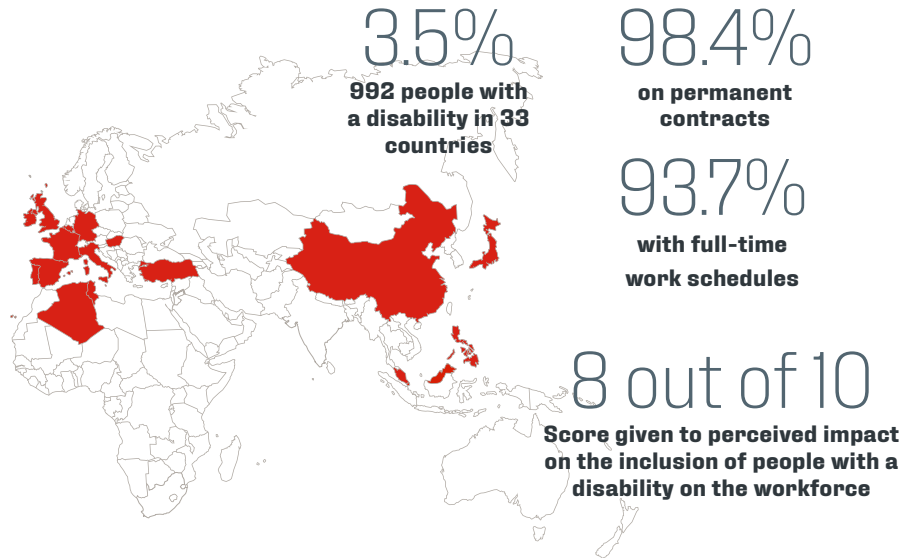 3.5%
992 people with
a disability in 33
countries
98.4%
on permanent
contracts
93.7%
with full-time
work schedules
8 out of 10
Score given to perceived impact
on the inclusion of people with a
disability on the workforce